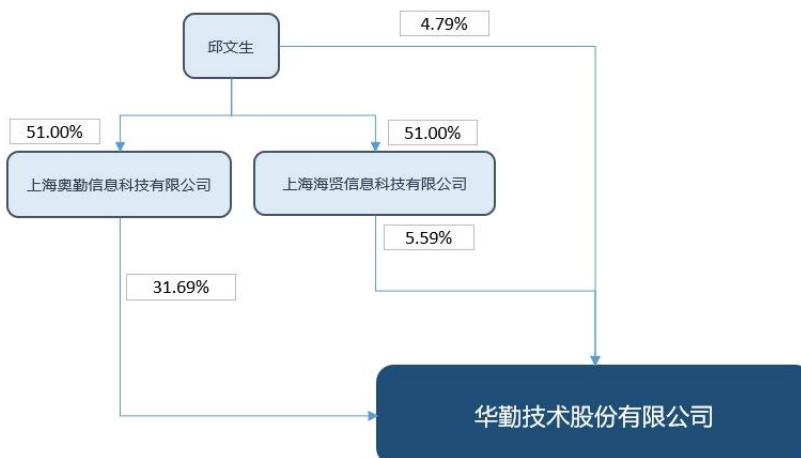 邱文生
4.79%
51.00%
51.00%
上海奥勤信息科技有限公司
上海海贤信息科技有限公司
5.59%
31.69%
华勤技术股份有限公司